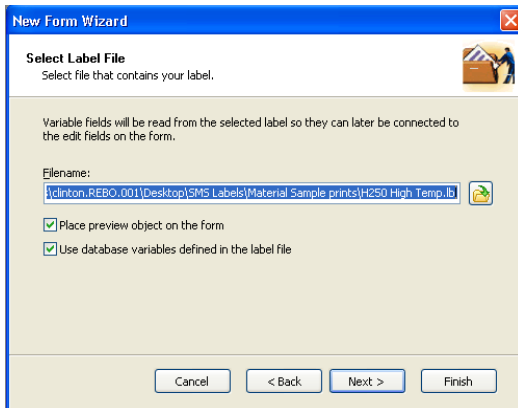 New Form Wizard
Select Label File
Select file that contains your label.
Variable fields will be read from the selected label so they can later be connected to
the edit fields on the form.
Filename:
\clinton.REBO.001\Desktop\SMS Labels\Material Sample prints\H250 High Temp.lbl
Place preview object on the form
Use database variables defined in the label file
Cancel
< Back
Next >
Finish